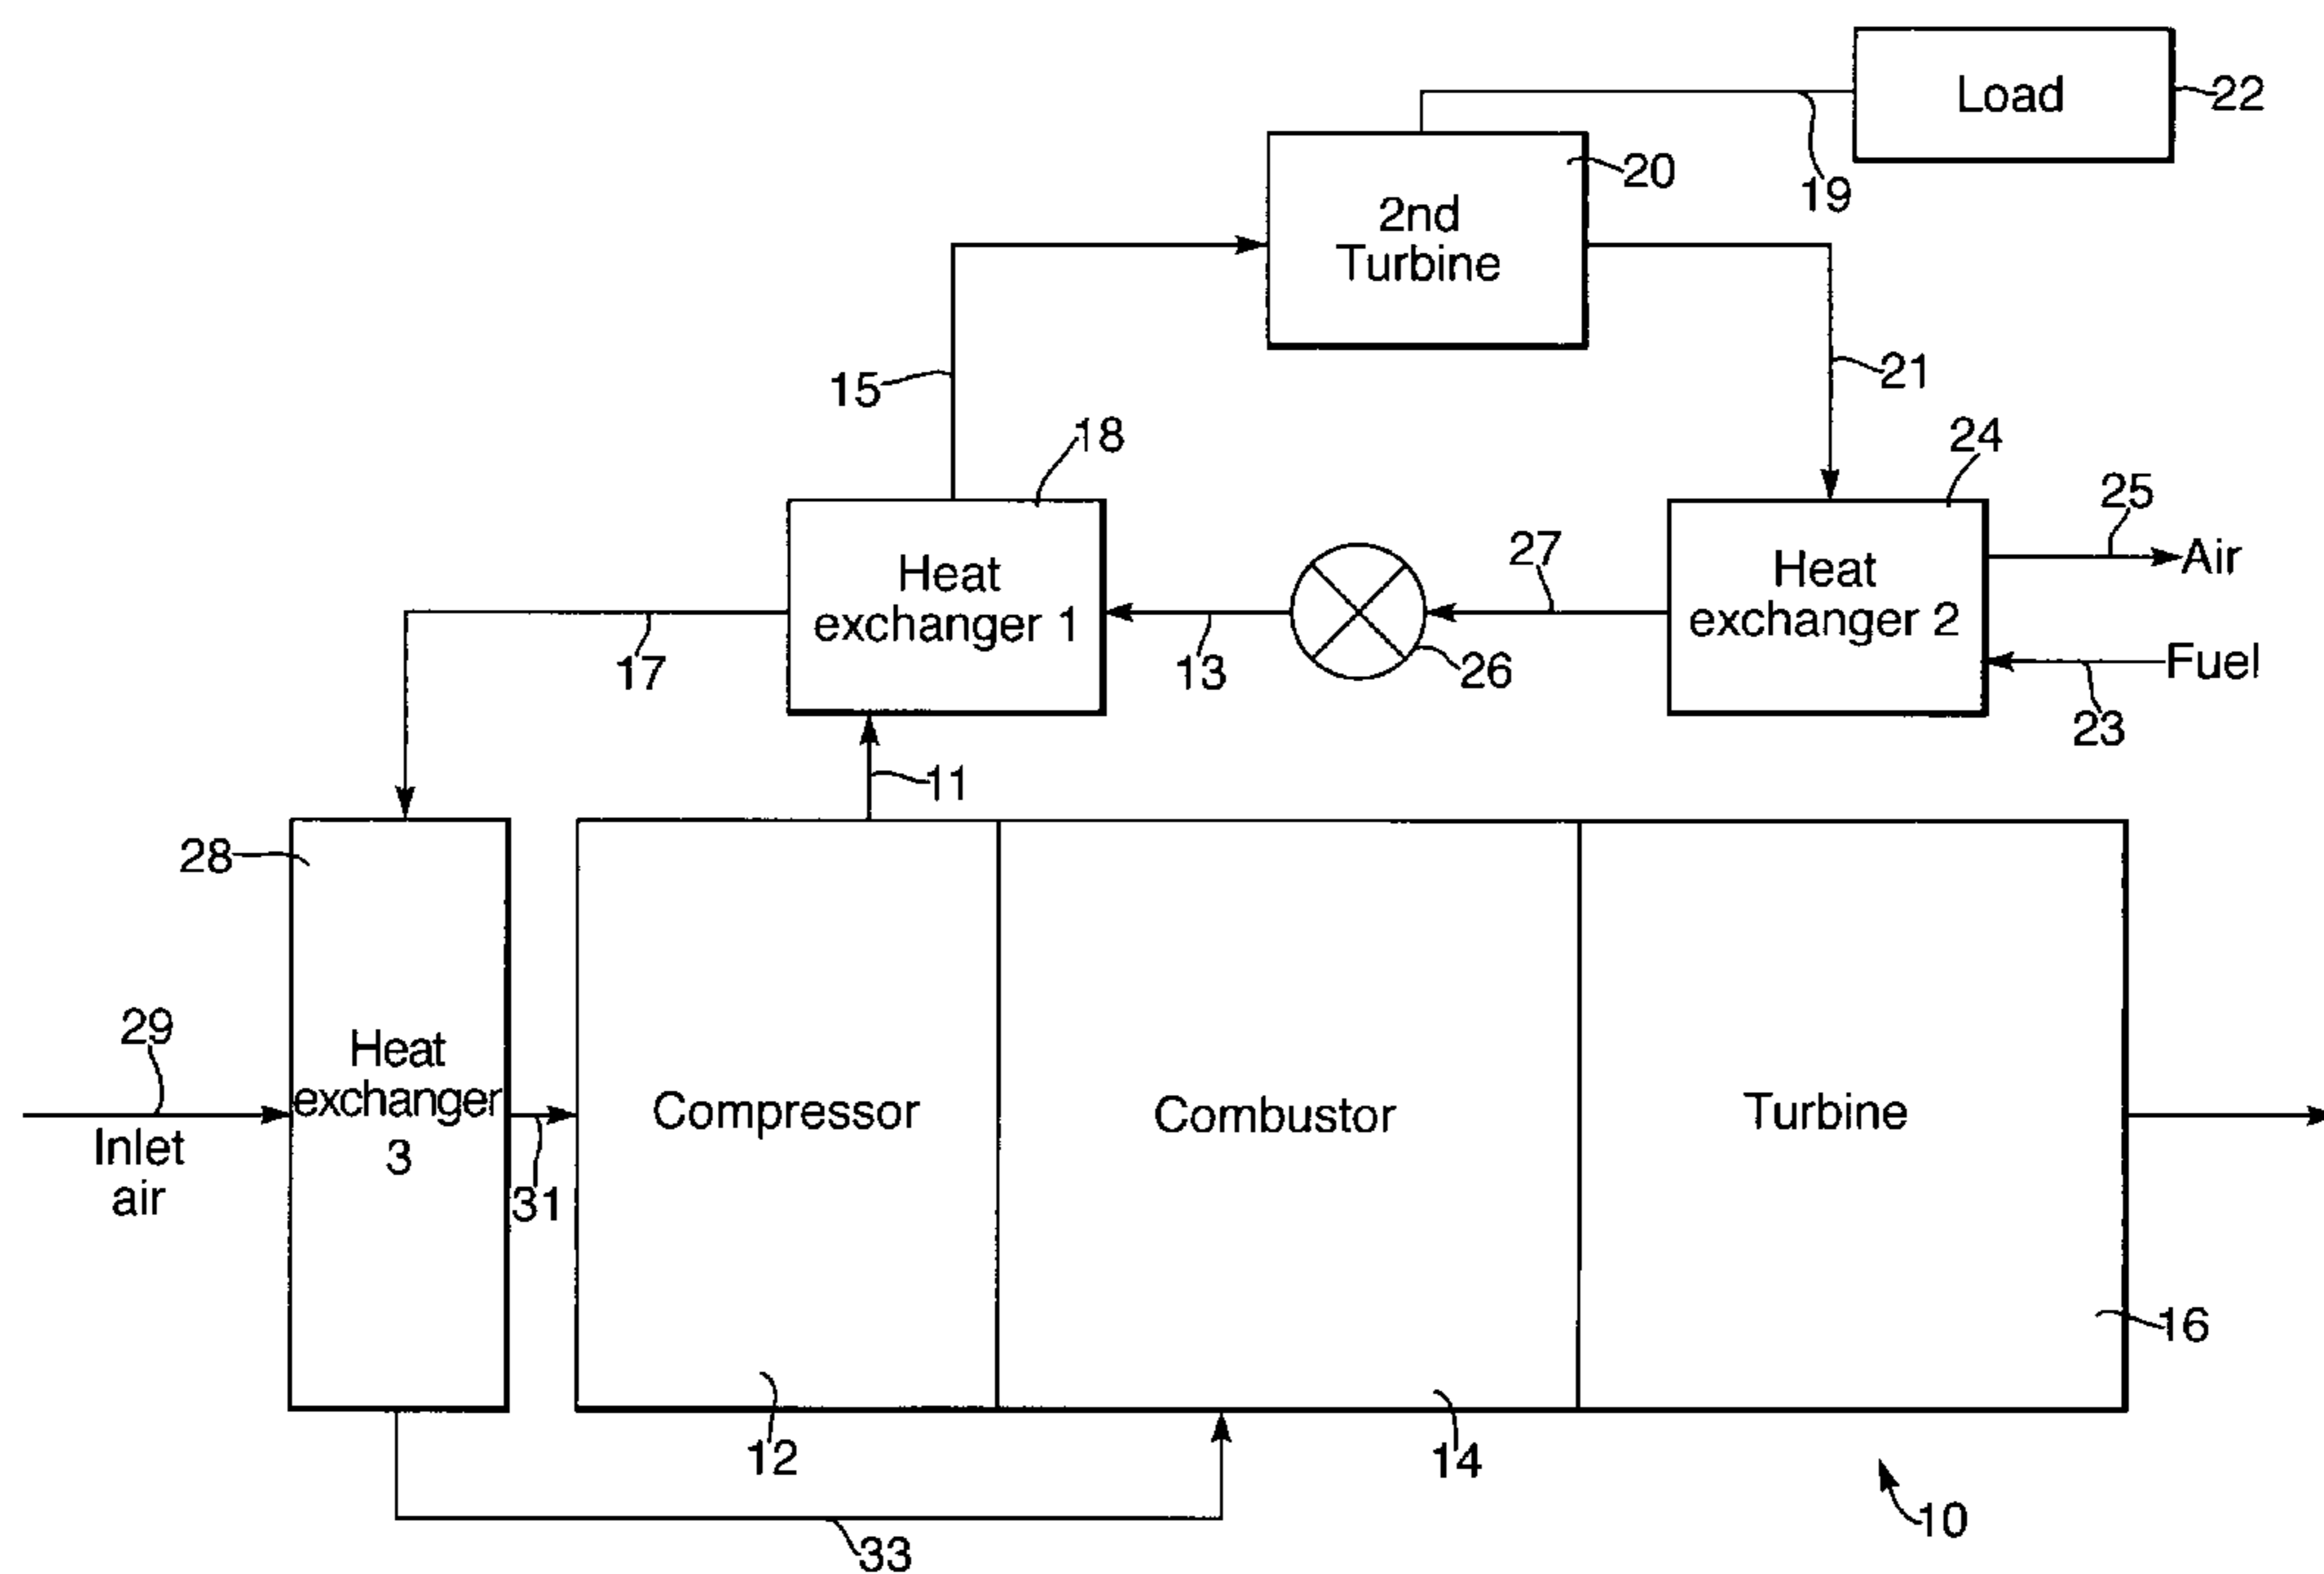 Load
22
20
19
2nd
Turbine
15
21
18
24
25
Air
27
Heat
exchanger 1
Heat
exchanger 2
17
13
26
Fuel
23
11
28
29
Inlet
air
Heat
exchanger
3
31
Compressor
Combustor
Turbine
16
12
14
10
33